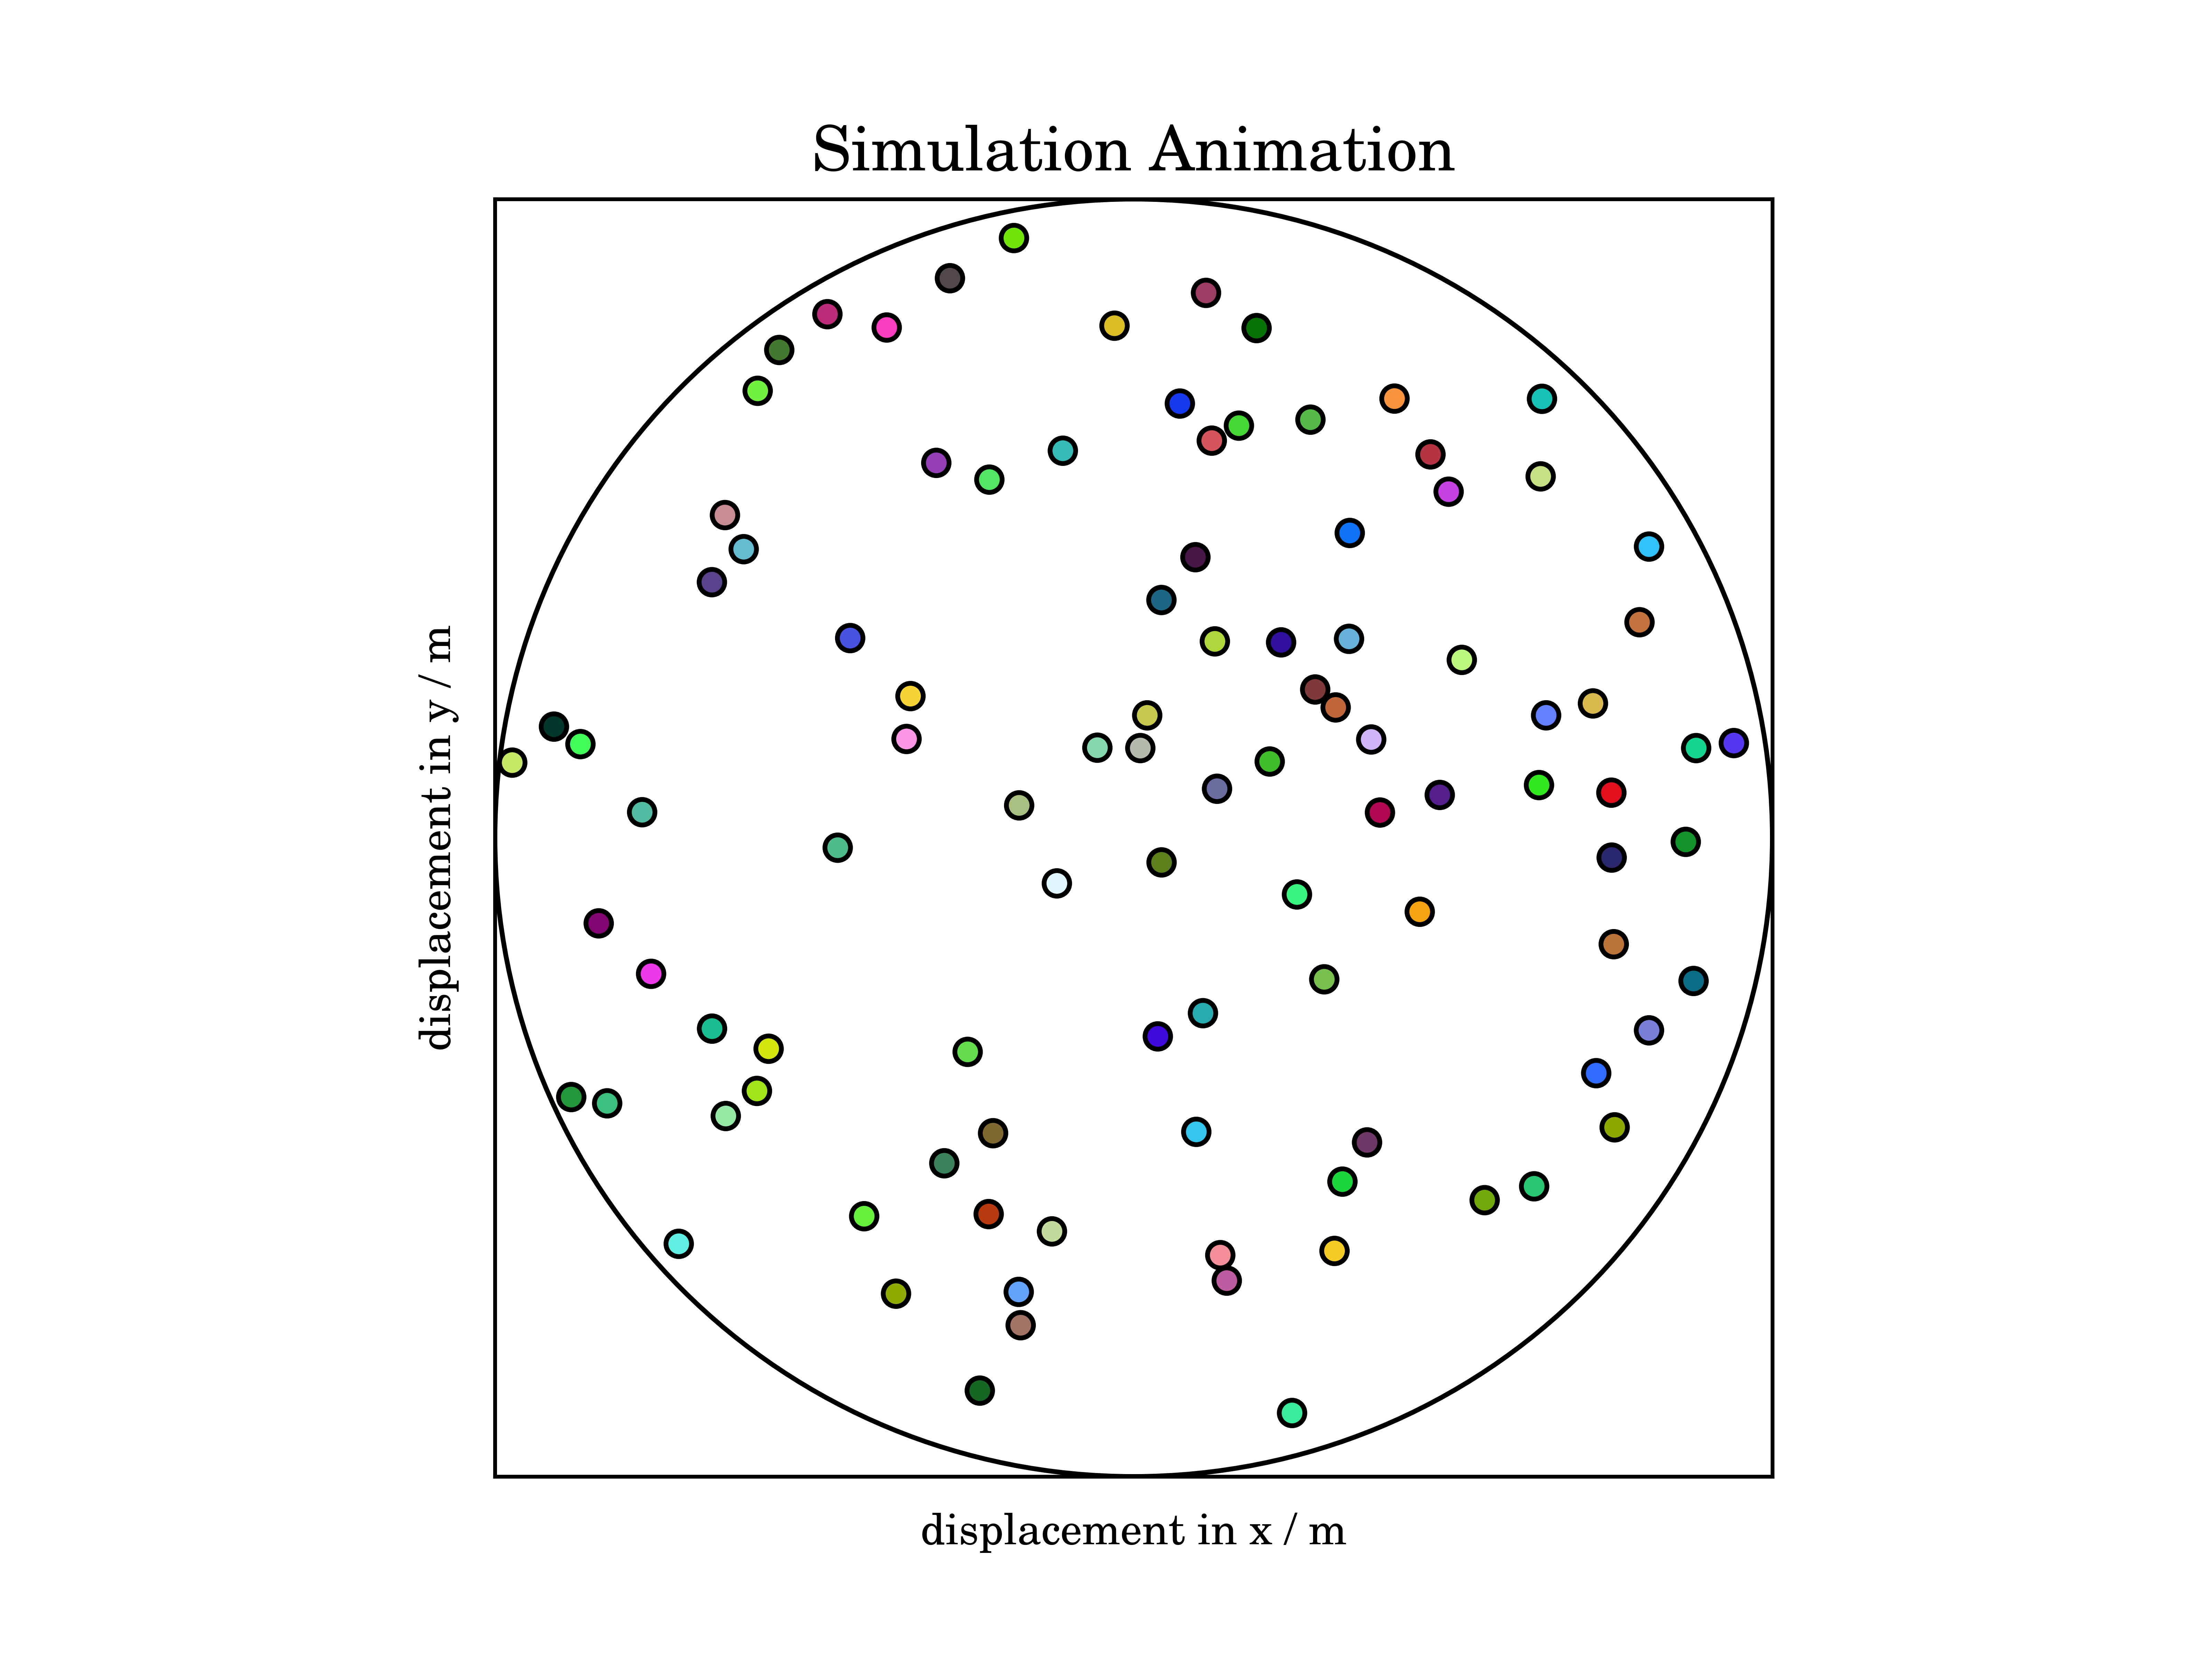 Simulation Animation
displacement in y / m
displacement in x / m